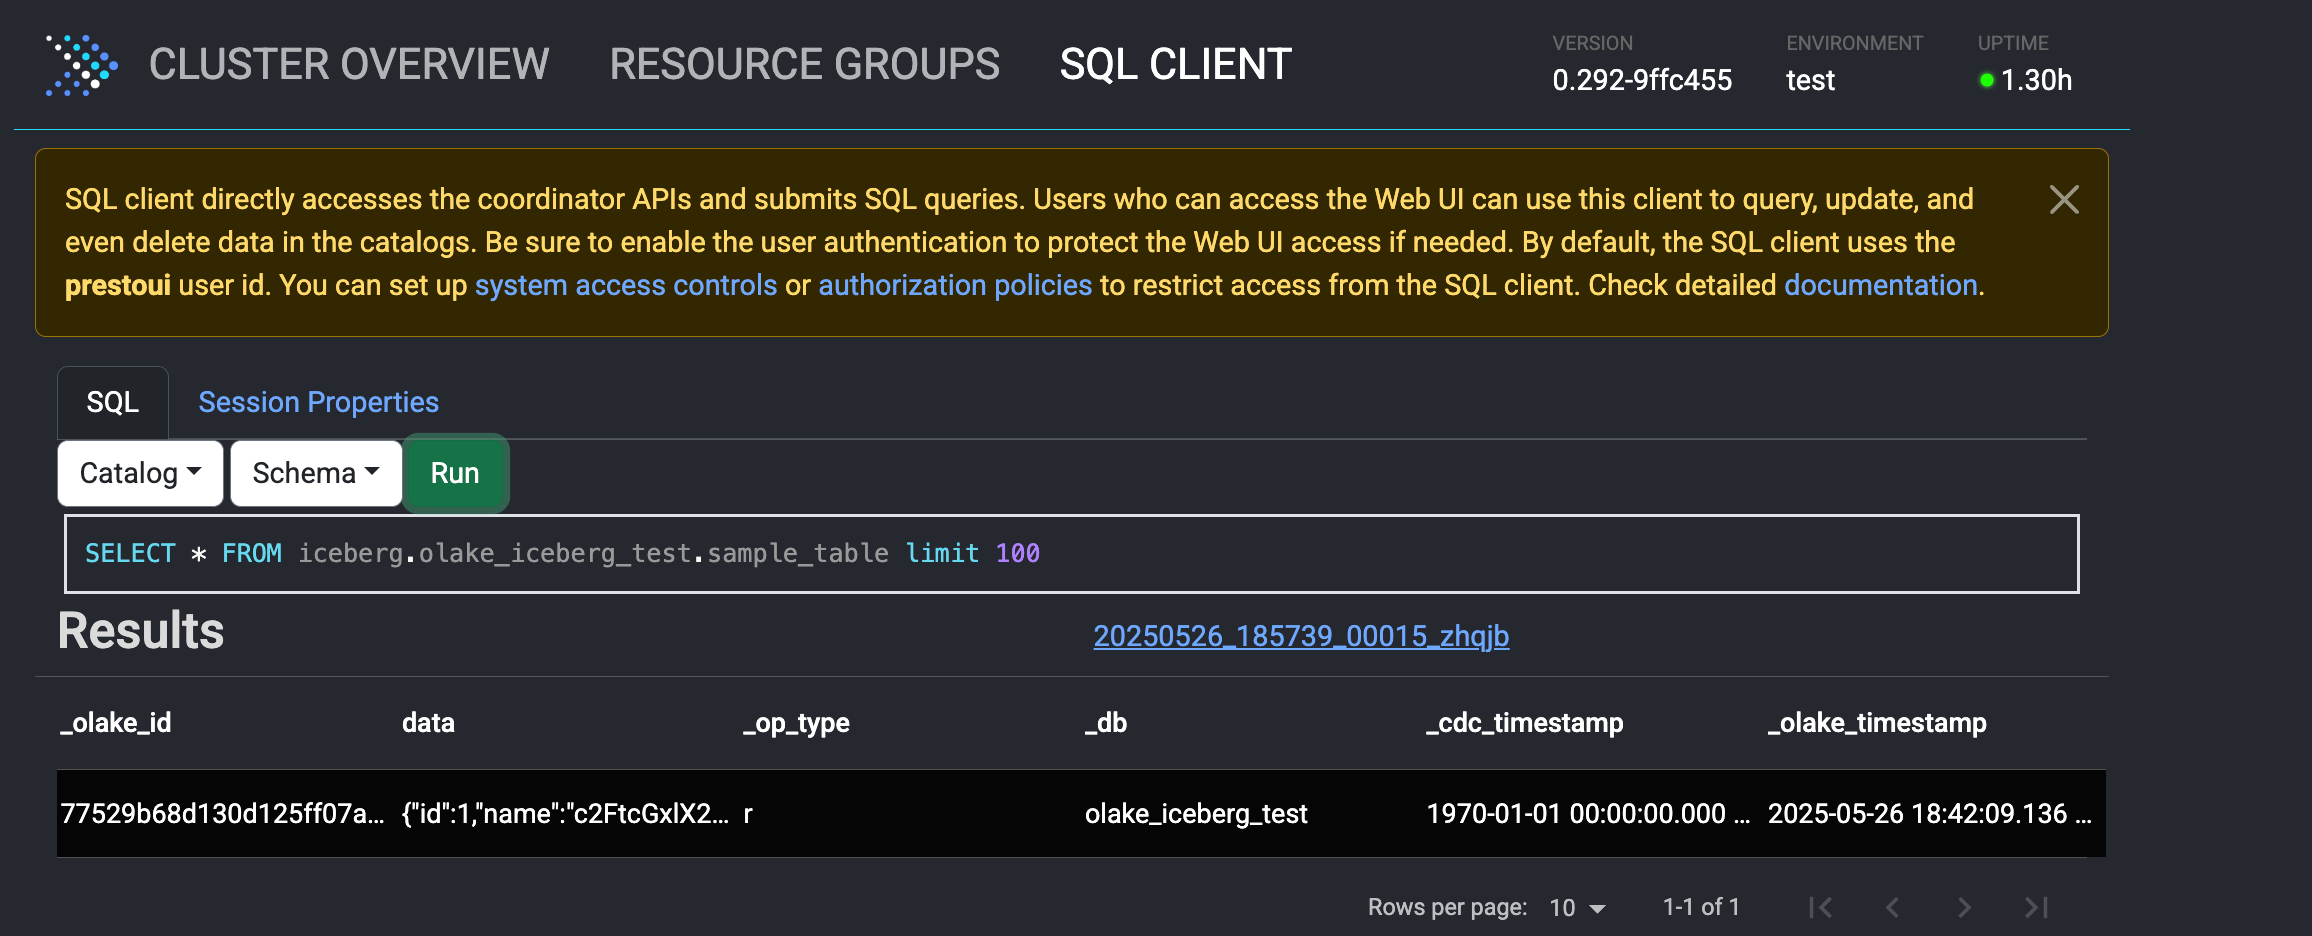 CLUSTER OVERVIEW RESOURCE GROUPS SQL CLIENT
VERSION ENVIRONMENT UPTIME
0.292-9ffc455 test 1.30h
SQL client directly accesses the coordinator APIs and submits SQL queries. Users who can access the Web UI can use this client to query, update, and
even delete data in the catalogs. Be sure to enable the user authentication to protect the Web UI access if needed. By default, the SQL client uses the
prestoui user id. You can set up system access controls or authorization policies to restrict access from the SQL client. Check detailed documentation.
SQL Session Properties
Catalog Schema Run
SELECT * FROM iceberg.olake_iceberg_test.sample_table limit 100
Results 20250526_185739_00015_zhqjb
_olake_id data _op_type _db _cdc_timestamp _olake_timestamp
77529b68d130d125ff07a... {"id":1,"name":"c2FtcGxlX2... r olake_iceberg_test 1970-01-01 00:00:00.000 ... 2025-05-26 18:42:09.136 ...
Rows per page: 10 1-1 of 1